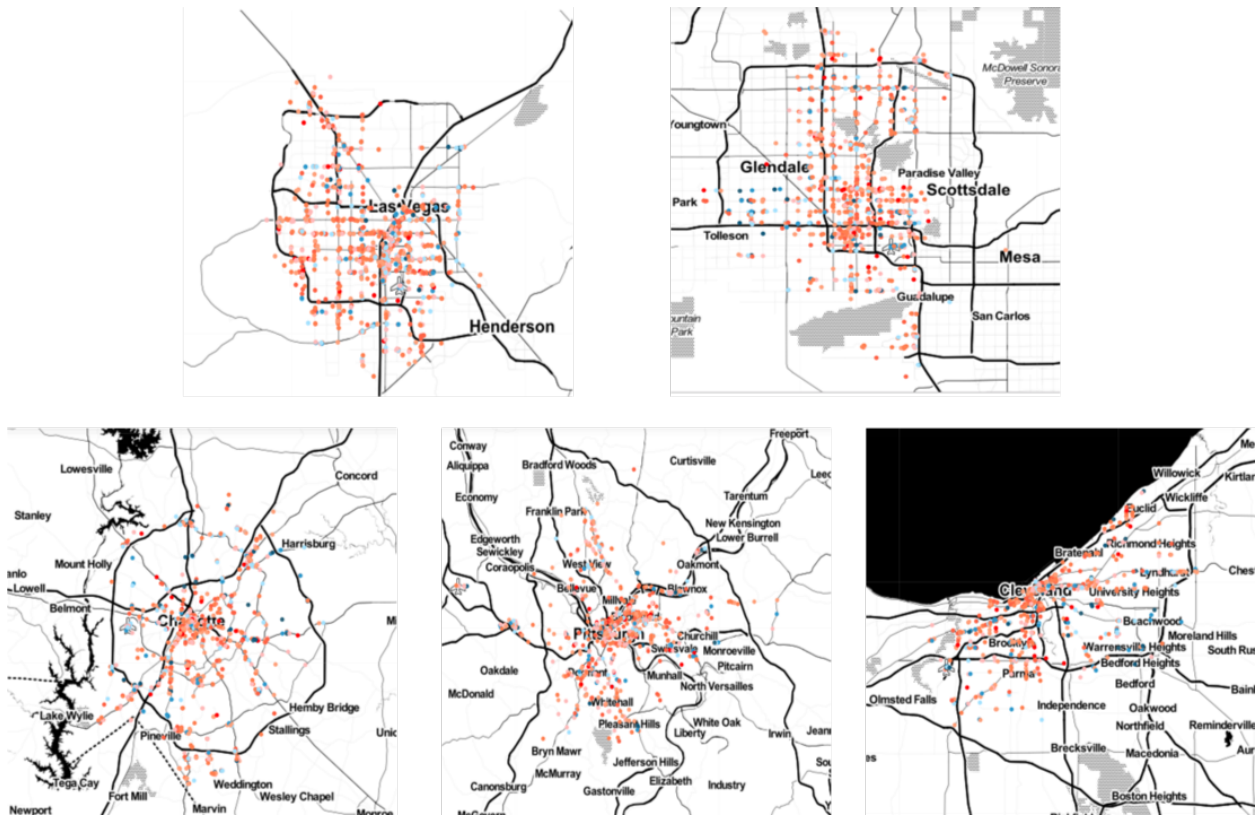 Las Vegas
Henderson
McDowell Sonora
Preserve
Youngtown
Glendale
Paradise Valley
Scottsdale
Park
Tolleson
Mesa
Guadalupe
San Carlos
Park
Lowesville
Concord
Stanley
Harrisburg
Mount Holly
Lowell
Belmont
Charlotte
Lake Wylie
Hemby Bridge
Pineville
Stallings
Tega Cay
Weddington
Fort Mill
Wesley Chapel
Newport
Marvin
Monroe
Freeport
Conway
Bradford Woods
Curtisville
Aliquippa
Economy
Tarentum
Franklin Park
New Kensington
Lower Burrell
Edgeworth
Sewickley
Coraopolis
West View
Oakmont
Bellevue
Blawnox
Pittsburgh
Churchill
Swissvale
Monroeville
Oakdale
Pitcairn
Munhall
McDonald
North Versailles
Whitehall
White Oak
Pleasant Hills
Liberty
Irwin
Bryn Mawr
Jefferson Hills
McMurray
Elizabeth
Canonsburg
Industry
Gastonville
Willowick
Wickliffe
Kirtland
Euclid
Richmond Heights
Lyndhurst
Cleveland
University Heights
Beachwood
Moreland Hills
Warrensville Heights
Parma
Bedford Heights
Bedford
Olmsted Falls
Independence
Oakwood
Northfield
Reminderville
Brecksville
Macedonia
Boston Heights